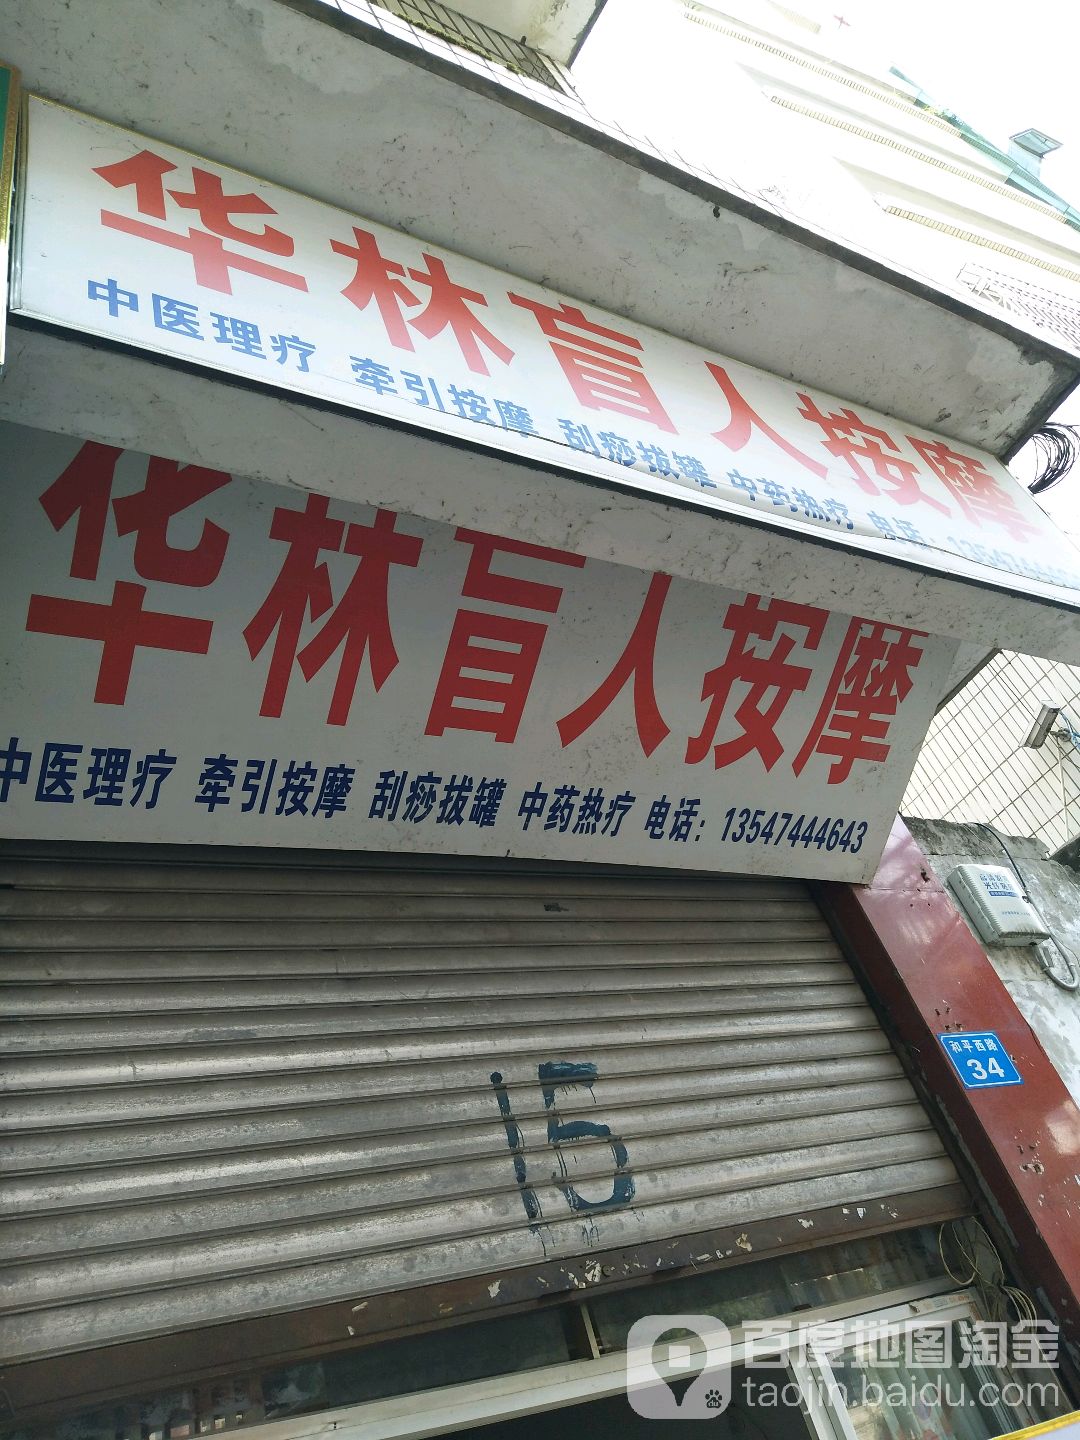 华林盲人按摩
中医理疗 牵引按摩 刮痧拔罐 中药热疗 电话:13547444
华林盲人按摩
中医理疗 牵引按摩 刮痧拔罐 中药热疗 电话:13547444643
和平西路
34
15
百度地图淘金
taojin.baidu.com